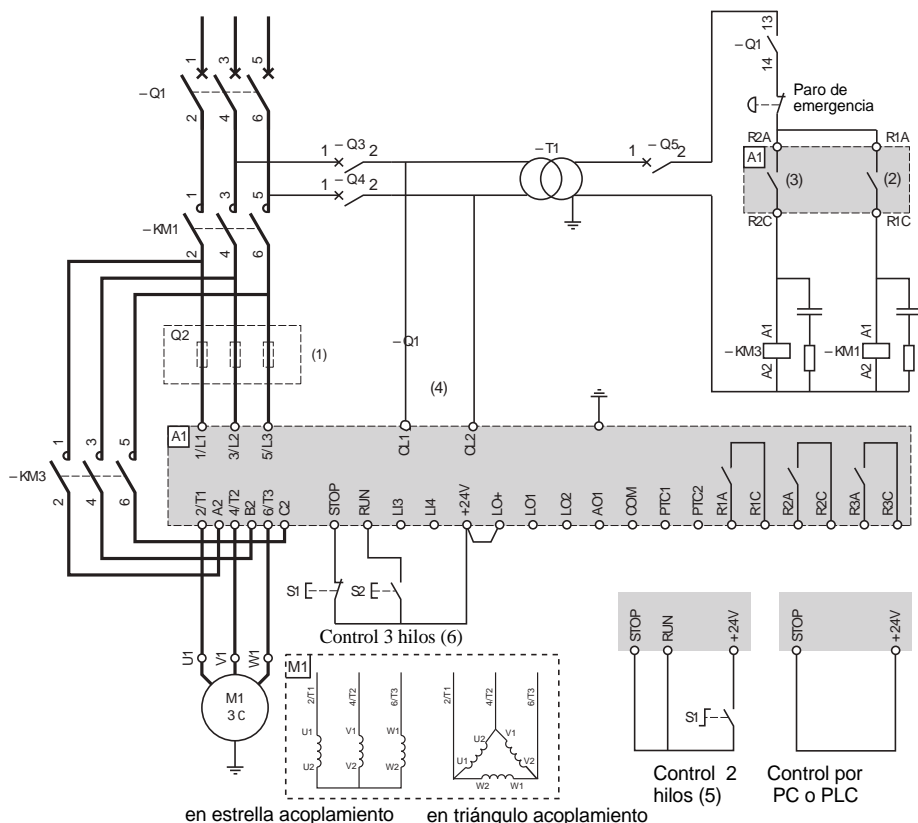 1
3
5
–Q1
2
4
6
1 –Q3 2
1 –Q4 2
–T1
1 –Q5 2
13
–Q1
14
Paro de
emergencia
R2A
R1A
A1
(3)
(2)
R2C
R1C
1
3
5
–KM1
2
4
6
Q2
(1)
–Q1
(4)
A1
–KM3
A2
A1
–KM1
A2
A1
1/L1
3/L2
5/L3
CL1
CL2
1
3
5
–KM3
2
4
6
2/T1
A2
4/T2
B2
6/T3
C2
STOP
RUN
LI3
LI4
+24V
LO+
LO1
LO2
AO1
COM
PTC1
PTC2
R1A
R1C
R2A
R2C
R3A
R3C
S1
S2
Control 3 hilos (6)
U1
V1
W1
M1
3
M1
2/T1
4/T2
6/T3
U1
V1
W1
U2
V2
W2
2/T1
4/T2
6/T3
U2
V1
U1
V2
W2
W1
en estrella acoplamiento
en triángulo acoplamiento
STOP
RUN
+24V
S1
Control 2
hilos (5)
STOP
+24V
Control por
PC o PLC